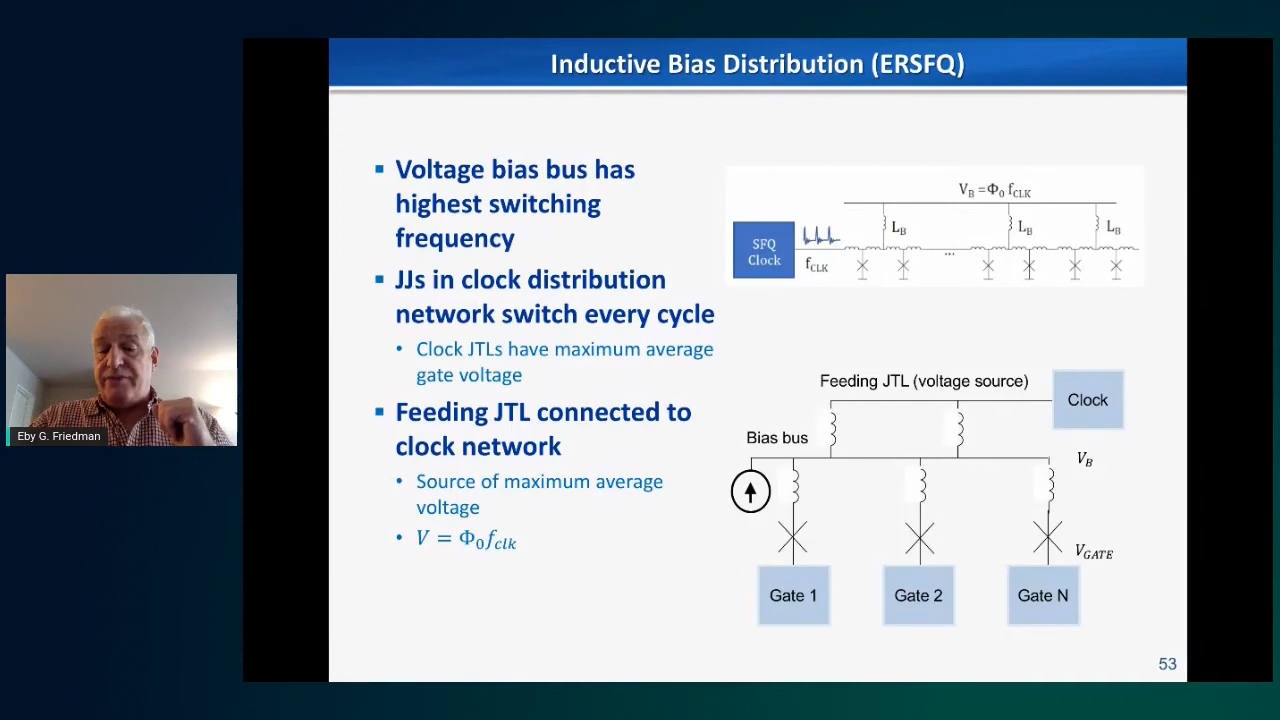 Inductive Bias Distribution (ERSFQ)
▪ Voltage bias bus has
highest switching
frequency
▪ JJs in clock distribution
network switch every cycle
• Clock JTLs have maximum average
gate voltage
▪ Feeding JTL connected to
clock network
• Source of maximum average
voltage
• V = Φ₀f_clk
V_B = Φ₀ f_CLK
L_B
L_B
L_B
SFQ
Clock
f_CLK
...
Feeding JTL (voltage source)
Clock
Bias bus
V_B
V_GATE
Gate 1
Gate 2
Gate N
53
Eby G. Friedman